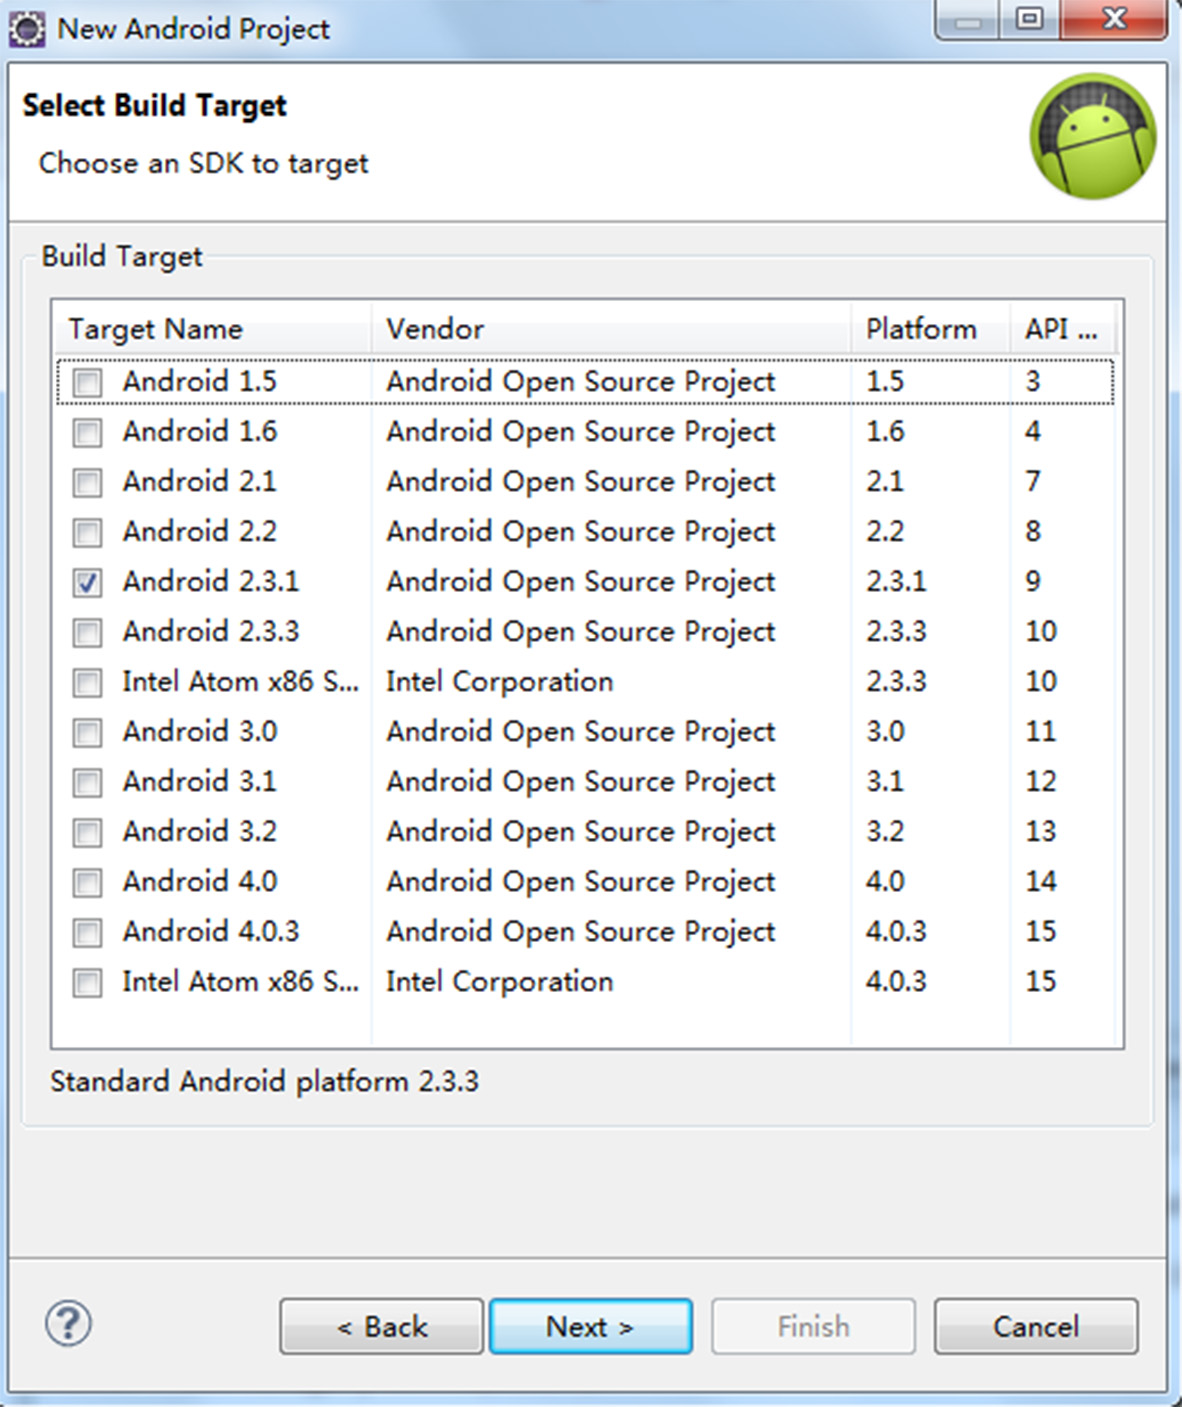 New Android Project
Select Build Target
Choose an SDK to target
Build Target
Target Name Vendor Platform API ...
Android 1.5 Android Open Source Project 1.5 3
Android 1.6 Android Open Source Project 1.6 4
Android 2.1 Android Open Source Project 2.1 7
Android 2.2 Android Open Source Project 2.2 8
Android 2.3.1 Android Open Source Project 2.3.1 9
Android 2.3.3 Android Open Source Project 2.3.3 10
Intel Atom x86 S... Intel Corporation 2.3.3 10
Android 3.0 Android Open Source Project 3.0 11
Android 3.1 Android Open Source Project 3.1 12
Android 3.2 Android Open Source Project 3.2 13
Android 4.0 Android Open Source Project 4.0 14
Android 4.0.3 Android Open Source Project 4.0.3 15
Intel Atom x86 S... Intel Corporation 4.0.3 15
Standard Android platform 2.3.3
? < Back Next > Finish Cancel